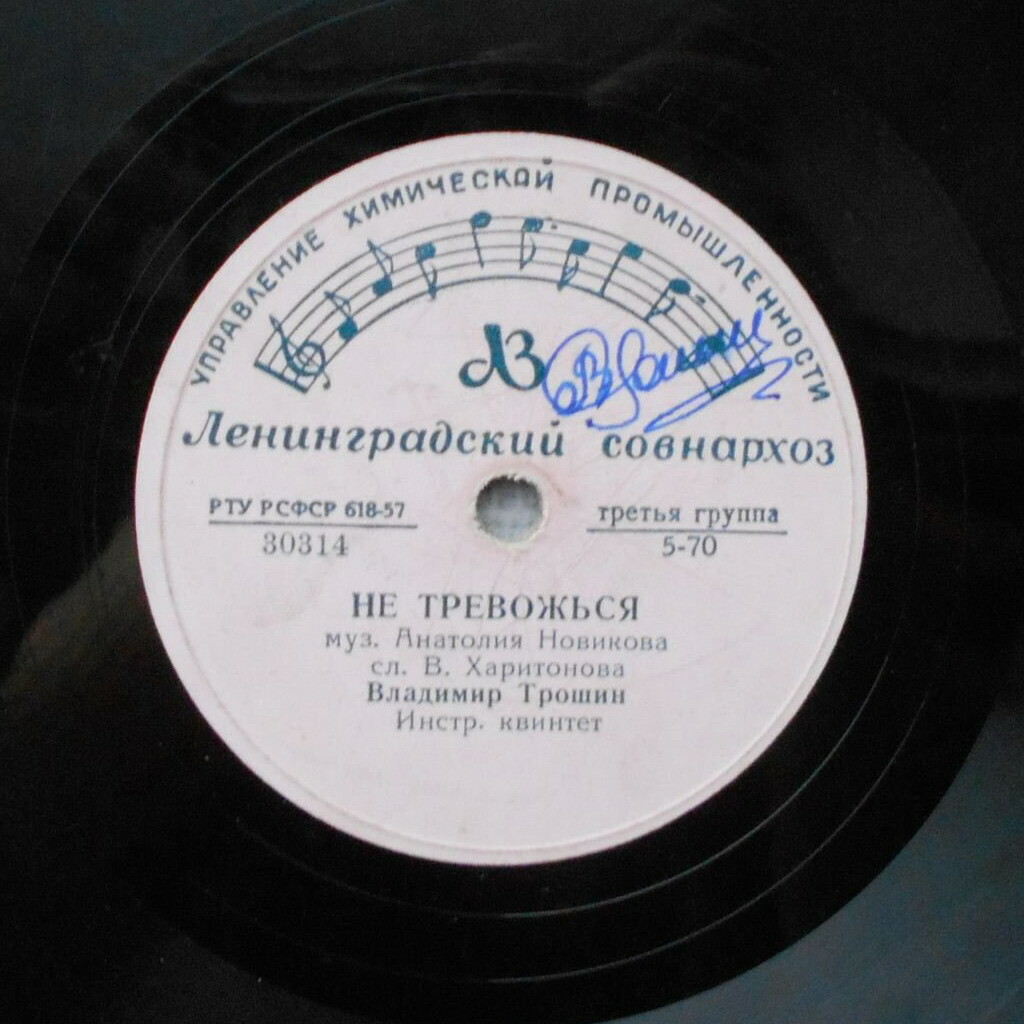 УПРАВЛЕНИЕ ХИМИЧЕСКОЙ ПРОМЫШЛЕННОСТИ
ЛЗ
Ленинградский совнархоз
РТУ РСФСР 618-57
30314
третья группа
5-70
НЕ ТРЕВОЖЬСЯ
муз. Анатолия Новикова
сл. В. Харитонова
Владимир Трошин
Инстр. квинтет